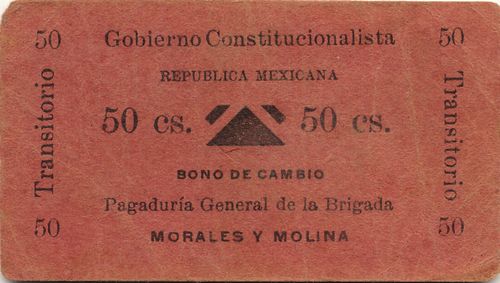 50 Gobierno Constitucionalista 50
REPUBLICA MEXICANA
Transitorio
50 cs. 50 cs.
Transitorio
BONO DE CAMBIO
Pagaduría General de la Brigada
50 MORALES Y MOLINA 50